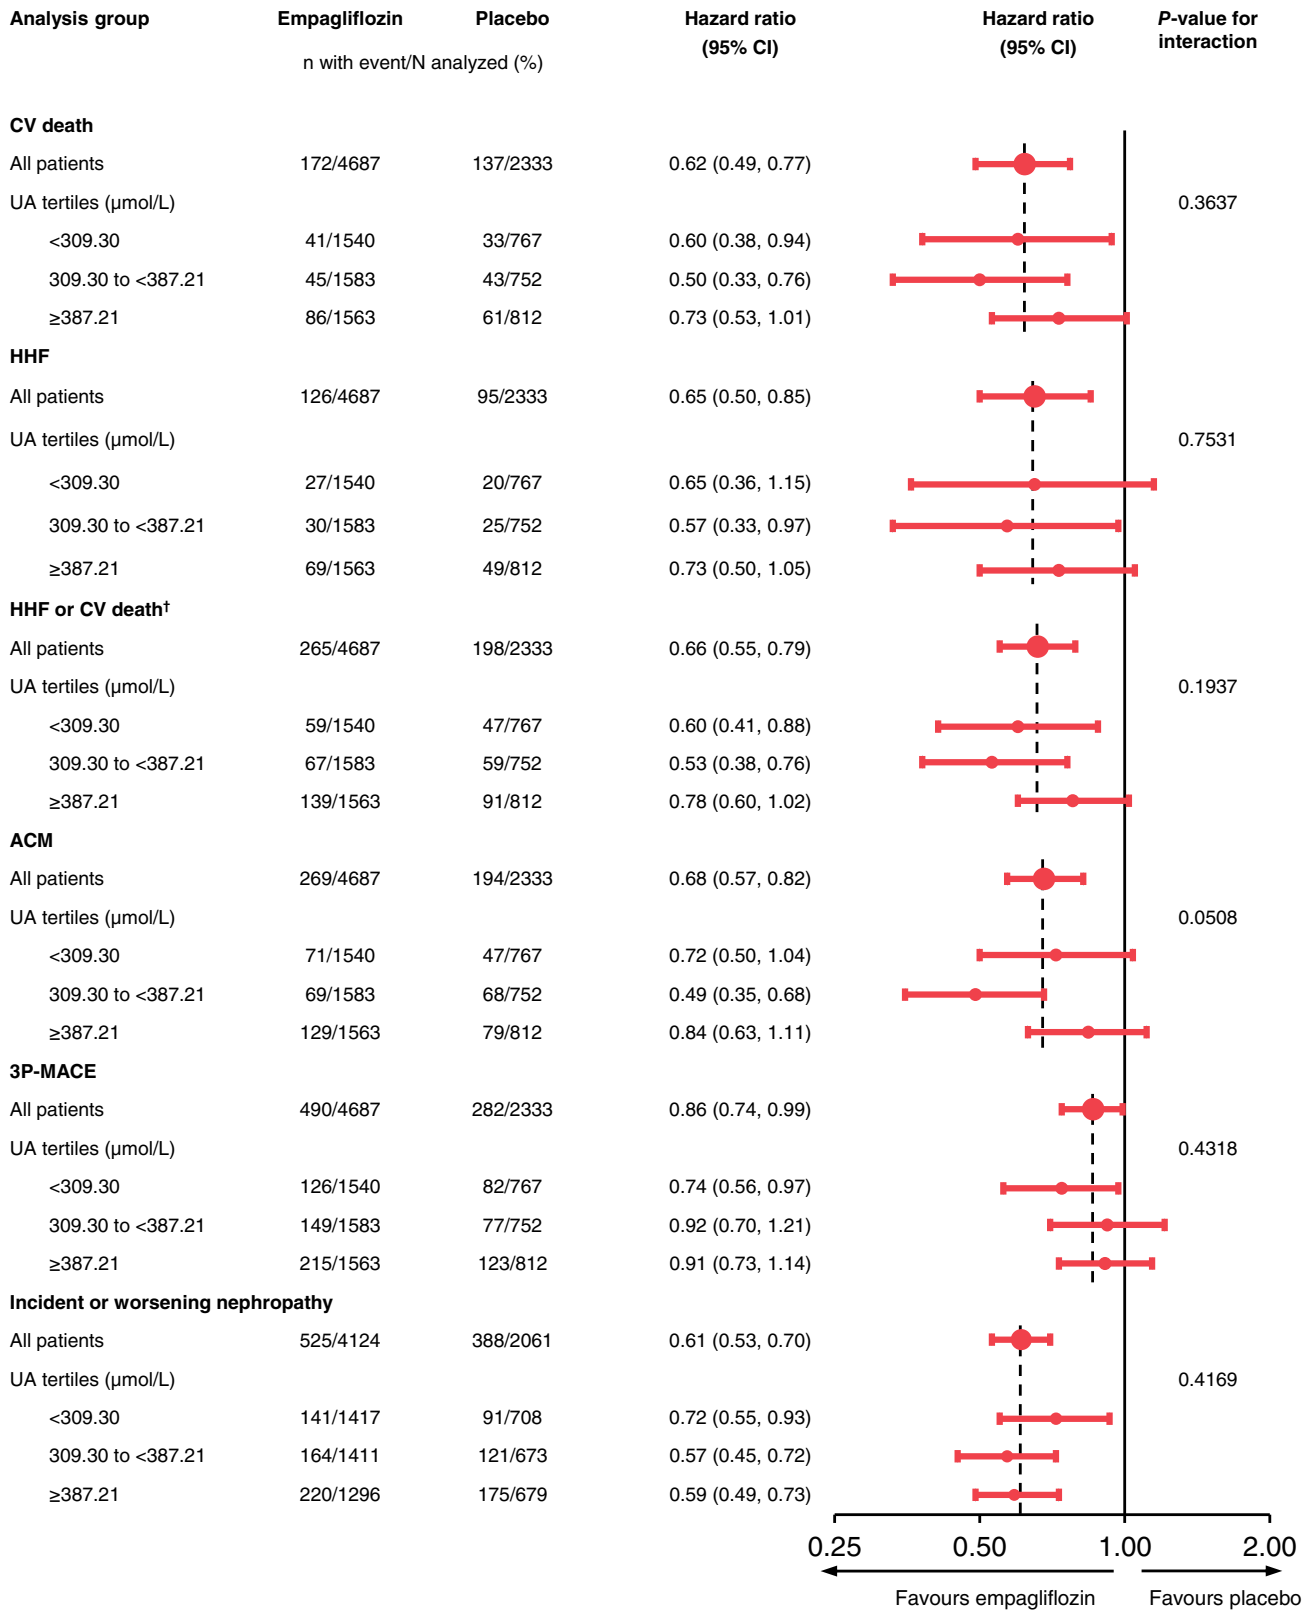 Analysis group Empagliflozin Placebo Hazard ratio Hazard ratio P-value for
(95% CI) (95% CI) interaction
n with event/N analyzed (%)
CV death
All patients 172/4687 137/2333 0.62 (0.49, 0.77)
UA tertiles (µmol/L) 0.3637
<309.30 41/1540 33/767 0.60 (0.38, 0.94)
309.30 to <387.21 45/1583 43/752 0.50 (0.33, 0.76)
≥387.21 86/1563 61/812 0.73 (0.53, 1.01)
HHF
All patients 126/4687 95/2333 0.65 (0.50, 0.85)
UA tertiles (µmol/L) 0.7531
<309.30 27/1540 20/767 0.65 (0.36, 1.15)
309.30 to <387.21 30/1583 25/752 0.57 (0.33, 0.97)
≥387.21 69/1563 49/812 0.73 (0.50, 1.05)
HHF or CV death†
All patients 265/4687 198/2333 0.66 (0.55, 0.79)
UA tertiles (µmol/L) 0.1937
<309.30 59/1540 47/767 0.60 (0.41, 0.88)
309.30 to <387.21 67/1583 59/752 0.53 (0.38, 0.76)
≥387.21 139/1563 91/812 0.78 (0.60, 1.02)
ACM
All patients 269/4687 194/2333 0.68 (0.57, 0.82)
UA tertiles (µmol/L) 0.0508
<309.30 71/1540 47/767 0.72 (0.50, 1.04)
309.30 to <387.21 69/1583 68/752 0.49 (0.35, 0.68)
≥387.21 129/1563 79/812 0.84 (0.63, 1.11)
3P-MACE
All patients 490/4687 282/2333 0.86 (0.74, 0.99)
UA tertiles (µmol/L) 0.4318
<309.30 126/1540 82/767 0.74 (0.56, 0.97)
309.30 to <387.21 149/1583 77/752 0.92 (0.70, 1.21)
≥387.21 215/1563 123/812 0.91 (0.73, 1.14)
Incident or worsening nephropathy
All patients 525/4124 388/2061 0.61 (0.53, 0.70)
UA tertiles (µmol/L) 0.4169
<309.30 141/1417 91/708 0.72 (0.55, 0.93)
309.30 to <387.21 164/1411 121/673 0.57 (0.45, 0.72)
≥387.21 220/1296 175/679 0.59 (0.49, 0.73)
0.25 0.50 1.00 2.00
Favours empagliflozin Favours placebo